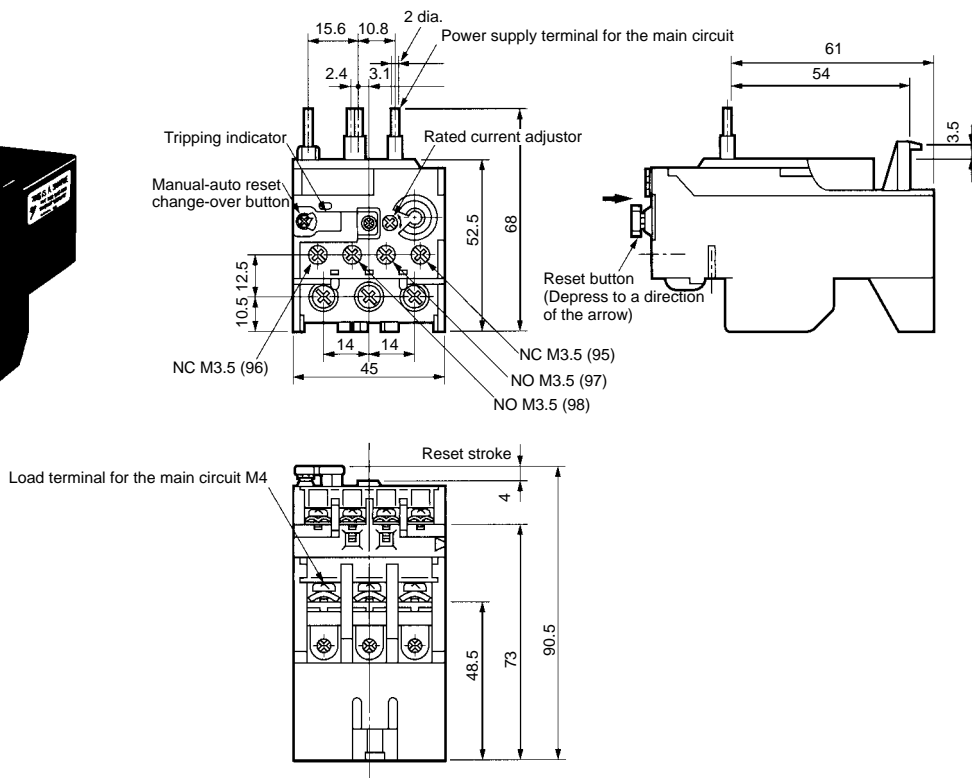 15.6 10.8
2 dia.
Power supply terminal for the main circuit
2.4 3.1
Tripping indicator
Rated current adjustor
Manual-auto reset
change-over button
52.5
68
12.5
10.5
14 14
45
NC M3.5 (96)
NC M3.5 (95)
NO M3.5 (97)
NO M3.5 (98)
61
54
3.5
Reset button
(Depress to a direction
of the arrow)
Reset stroke
Load terminal for the main circuit M4
4
48.5
73
90.5